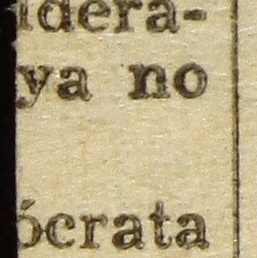 idera-
ya no
ócrata